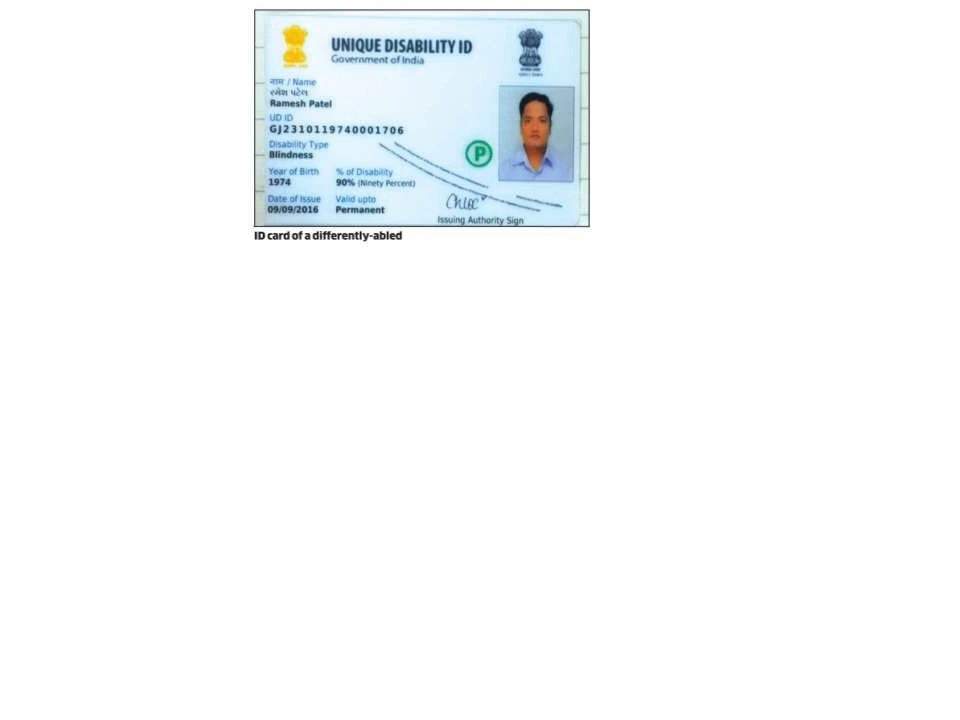 UNIQUE DISABILITY ID
Government of India
नाम / Name
રમેશ પટેલ
Ramesh Patel
UD ID
GJ2310119740001706
Disability Type
Blindness
Year of Birth % of Disability
1974 90% (Ninety Percent)
Date of Issue Valid upto
09/09/2016 Permanent
P
Issuing Authority Sign
ID card of a differently-abled